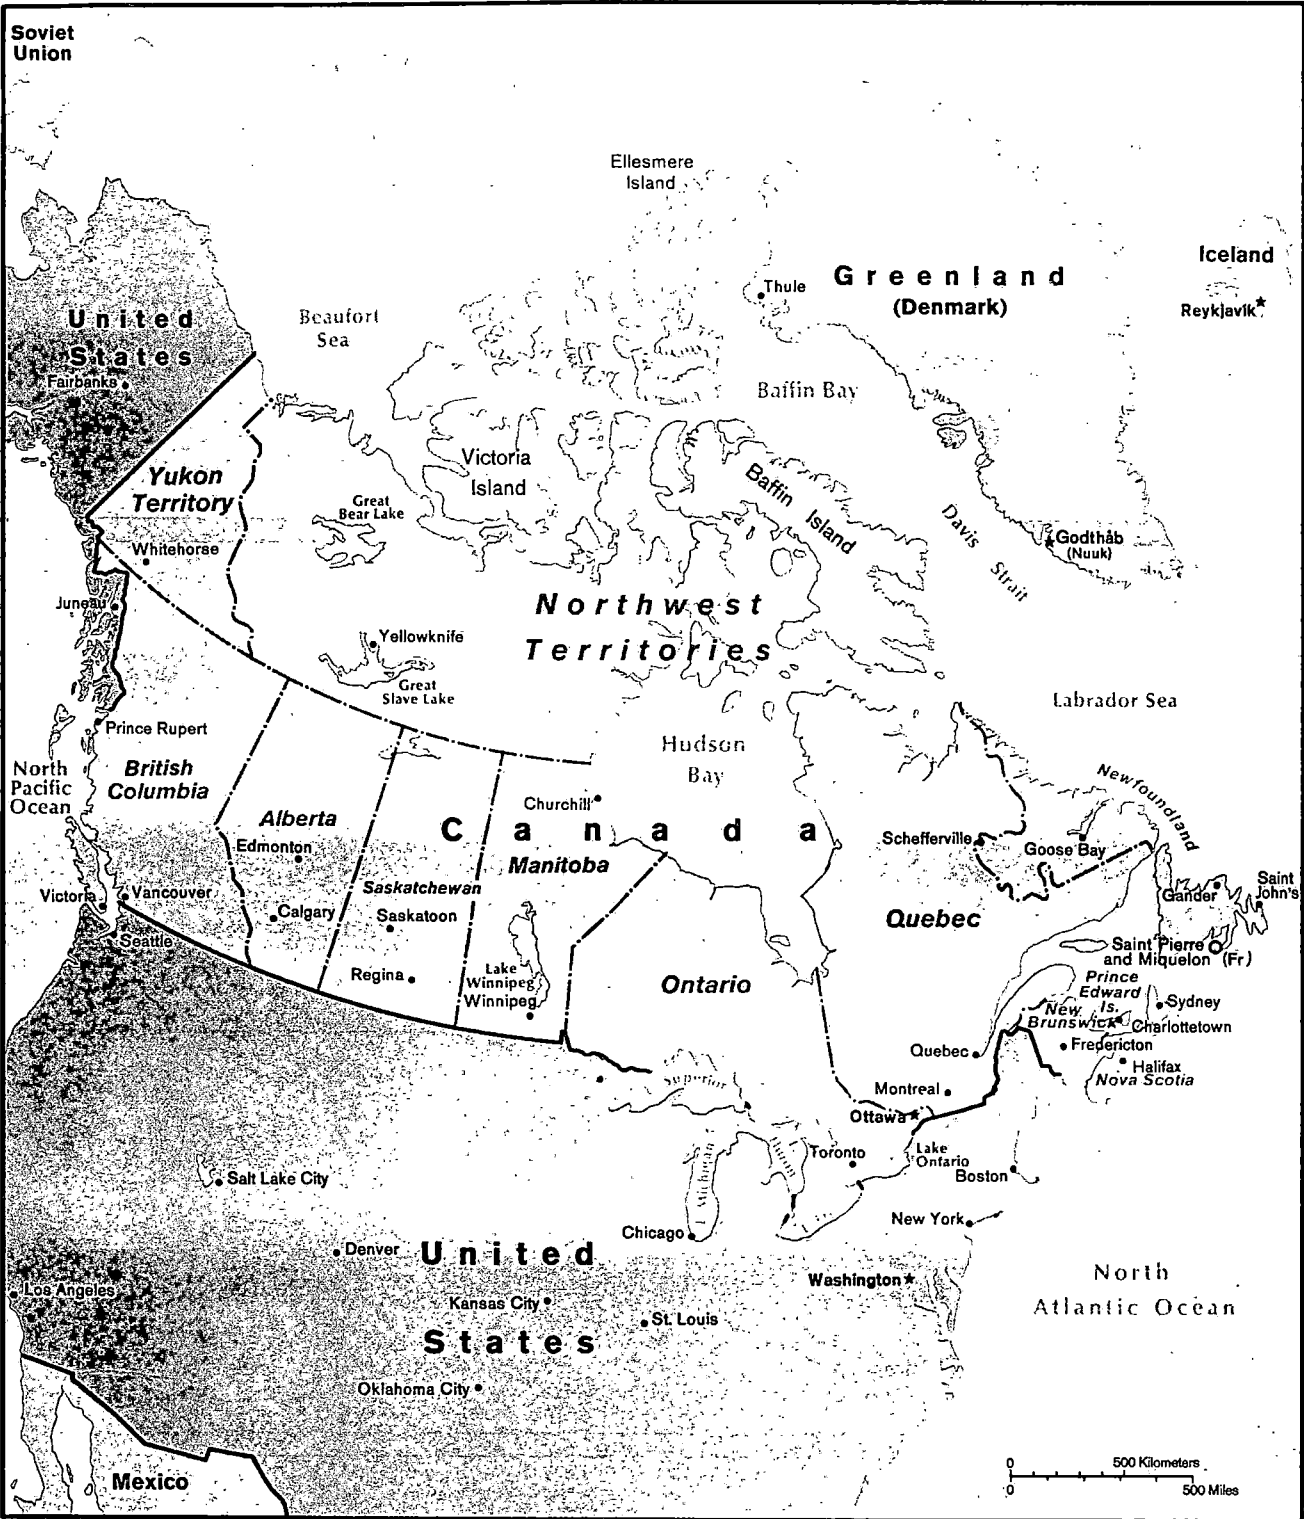 Soviet
Union
Ellesmere
Island
Iceland
Reykjavík
Greenland
(Denmark)
Thule
United
States
Fairbanks
Beaufort
Sea
Baffin Bay
Yukon
Territory
Victoria
Island
Great
Bear Lake
Baffin Island
Davis Strait
Godthåb
(Nuuk)
Whitehorse
Juneau
Northwest
Territories
Yellowknife
Great
Slave Lake
Labrador Sea
Prince Rupert
Hudson
Bay
North
Pacific
Ocean
British
Columbia
Newfoundland
Churchill
Alberta
Canada
Edmonton
Manitoba
Schefferville
Goose Bay
Saskatchewan
Victoria
Vancouver
Calgary
Saskatoon
Quebec
Gander
Saint
John's
Seattle
Saint Pierre
and Miquelon (Fr)
Regina
Lake
Winnipeg
Winnipeg
Ontario
Prince
Edward
Is.
New
Brunswick
Sydney
Charlottetown
Quebec
Fredericton
Halifax
Nova Scotia
Superior
Montreal
Ottawa
Toronto
Lake
Ontario
Boston
Michigan
Salt Lake City
New York
Chicago
Denver
United
States
Washington
Los Angeles
Kansas City
St. Louis
North
Atlantic Ocean
Oklahoma City
Mexico
0 500 Kilometers
0 500 Miles